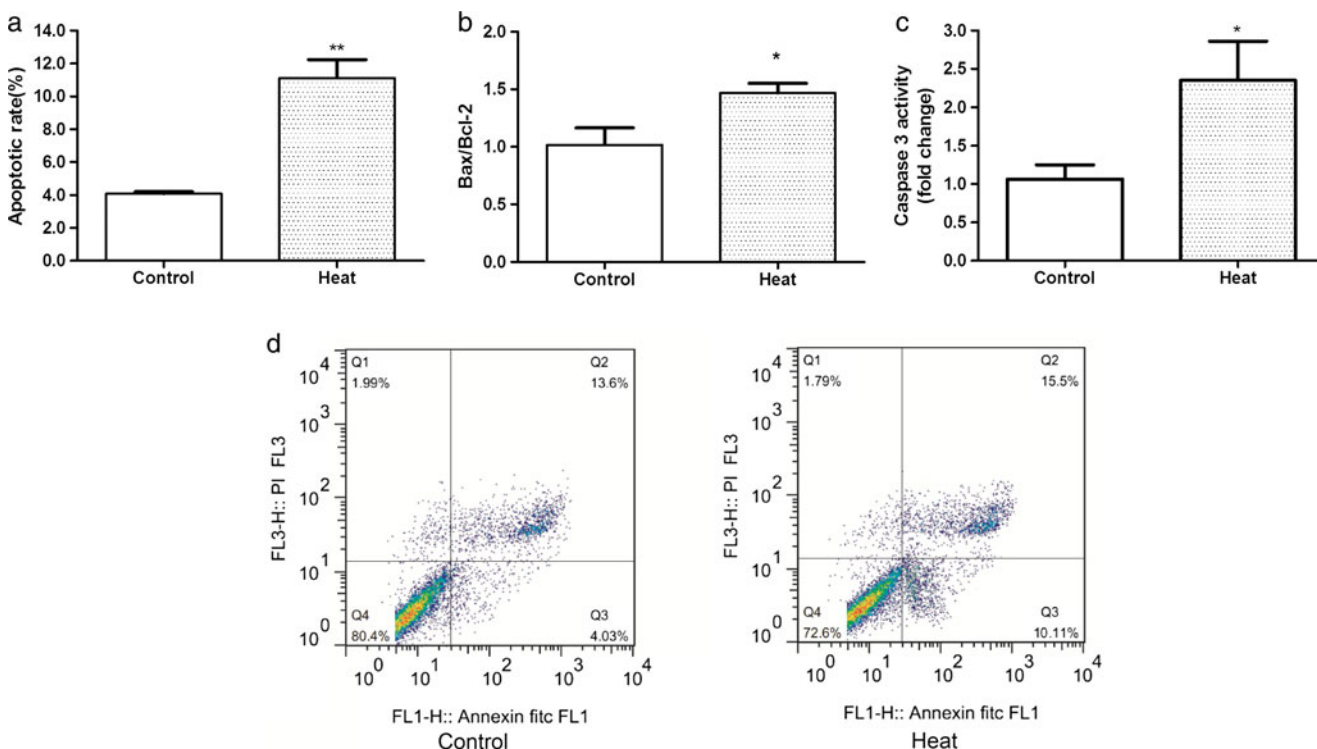 a
Apoptotic rate(%)
14.0
12.0
10.0
8.0
6.0
4.0
2.0
0.0
**
Control Heat
b
Bax/Bcl-2
2.0
1.5
1.0
0.5
0.0
*
Control Heat
c
Caspase 3 activity
(fold change)
3.0
2.5
2.0
1.5
1.0
0.5
0.0
*
Control Heat
d
FL3-H:: PI FL3
10^4
10^3
10^2
10^1
10^0
Q1 Q2
1.99% 13.6%
Q4 Q3
80.4% 4.03%
10^0 10^1 10^2 10^3 10^4
FL1-H:: Annexin fitc FL1
Control
FL3-H:: PI FL3
10^4
10^3
10^2
10^1
10^0
Q1 Q2
1.79% 15.5%
Q4 Q3
72.6% 10.11%
10^0 10^1 10^2 10^3 10^4
FL1-H:: Annexin fitc FL1
Heat